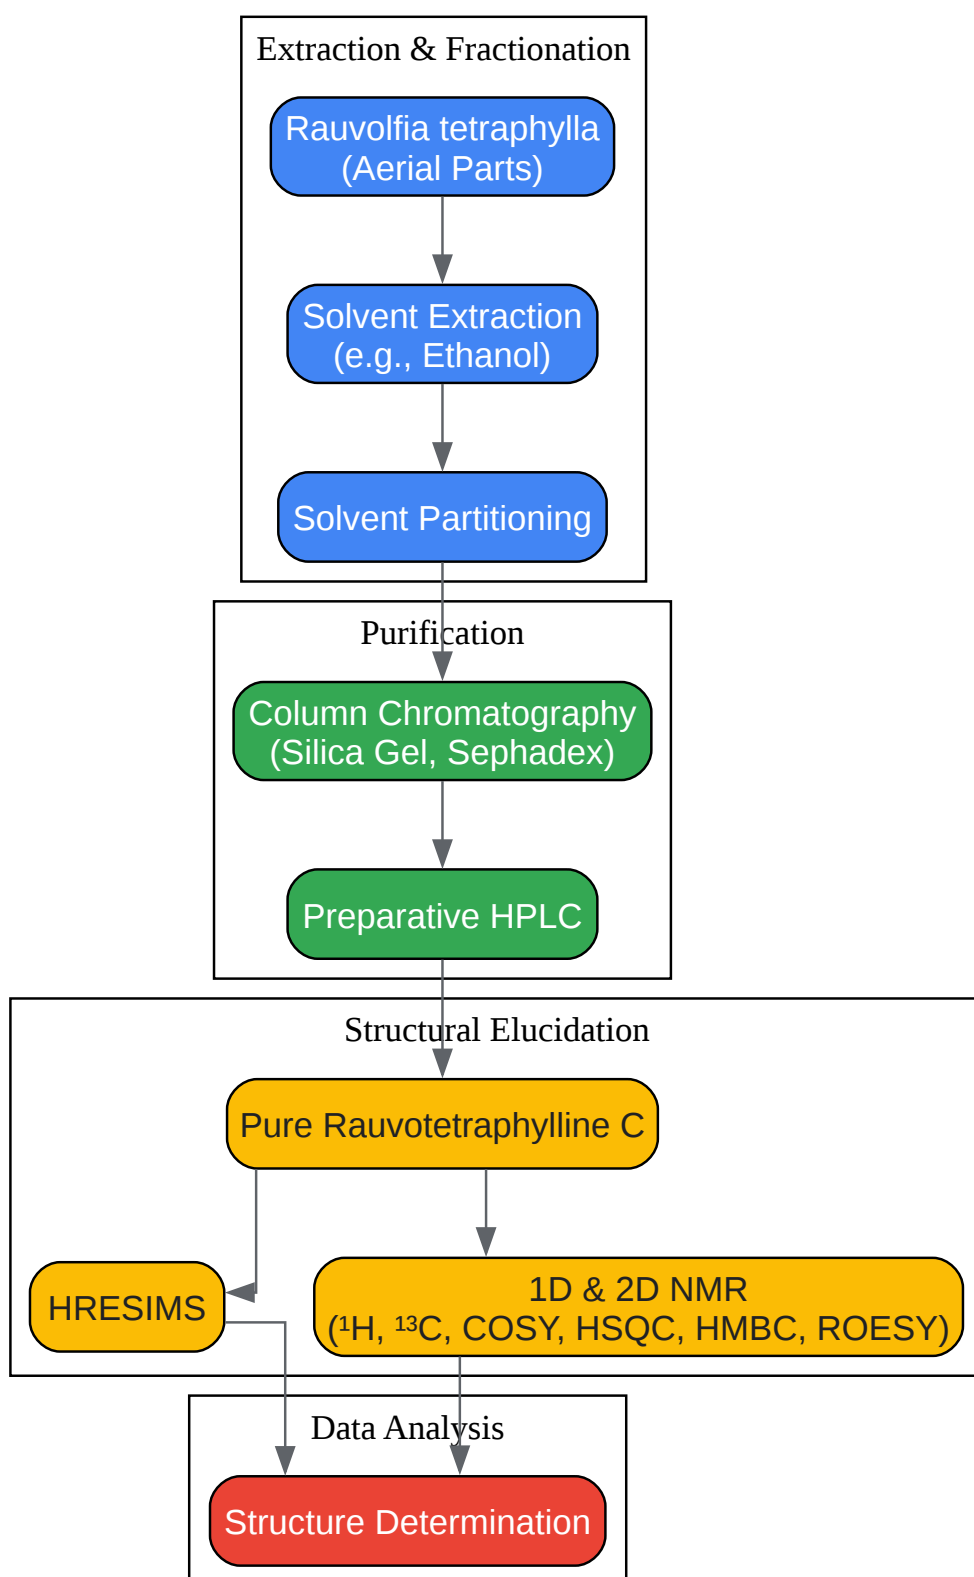 Extraction & Fractionation
Rauvolfia tetraphylla
(Aerial Parts)
Solvent Extraction
(e.g., Ethanol)
Solvent Partitioning
Purification
Column Chromatography
(Silica Gel, Sephadex)
Preparative HPLC
Structural Elucidation
Pure Rauvotetraphylline C
HRESIMS
1D & 2D NMR
(¹H, ¹³C, COSY, HSQC, HMBC, ROESY)
Data Analysis
Structure Determination